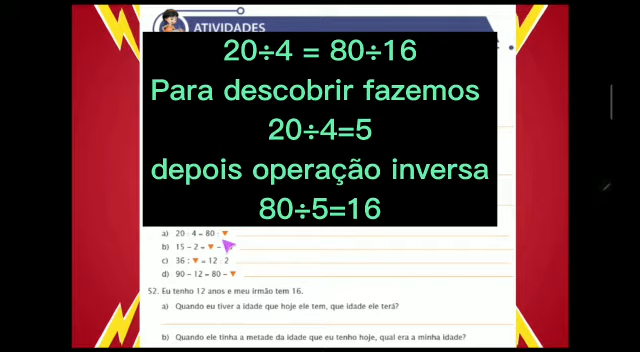 ATIVIDADES
20÷4 = 80÷16
Para descobrir fazemos
20÷4=5
depois operação inversa
80÷5=16
a) 20 : 4 = 80 : ▼
b) 15 – 2 = ▼ –
c) 36 : ▼ = 12 : 2
d) 90 – 12 = 80 – ▼
52. Eu tenho 12 anos e meu irmão tem 16.
a) Quando eu tiver a idade que hoje ele tem, que idade ele terá?
b) Quando ele tinha a metade da idade que eu tenho hoje, qual era a minha idade?